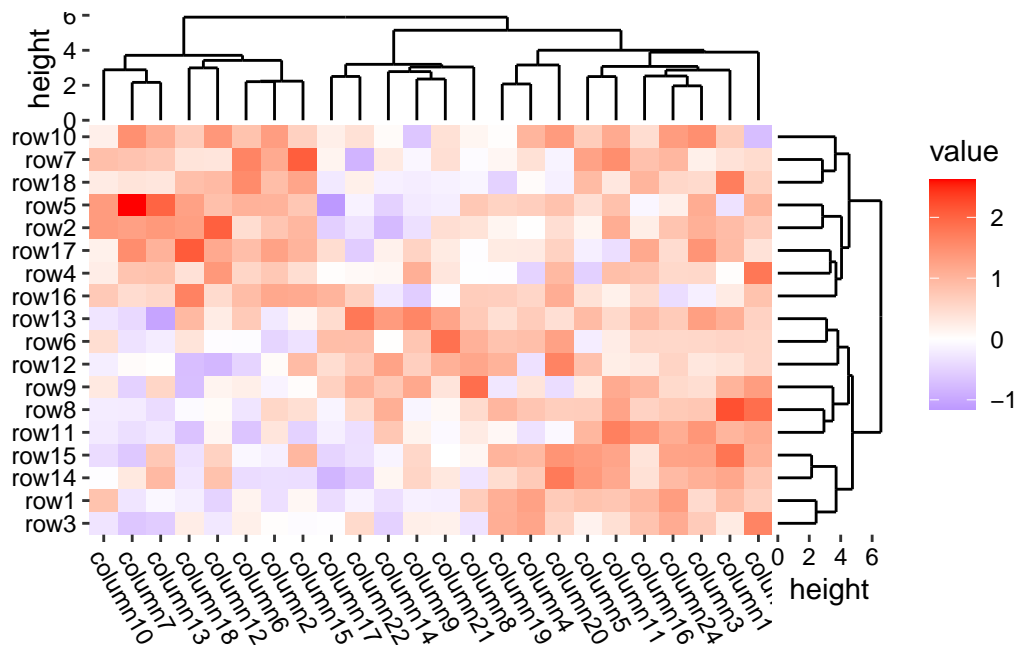 6
4
2
0
height
row10
row7
row18
row5
row2
row17
row4
row16
row13
row6
row12
row9
row8
row11
row15
row14
row1
row3
column10
column7
column13
column18
column12
column6
column2
column15
column17
column22
column14
column9
column21
column8
column19
column4
column20
column5
column11
column16
column24
column3
column1
0 2 4 6
height
value
2
1
0
−1